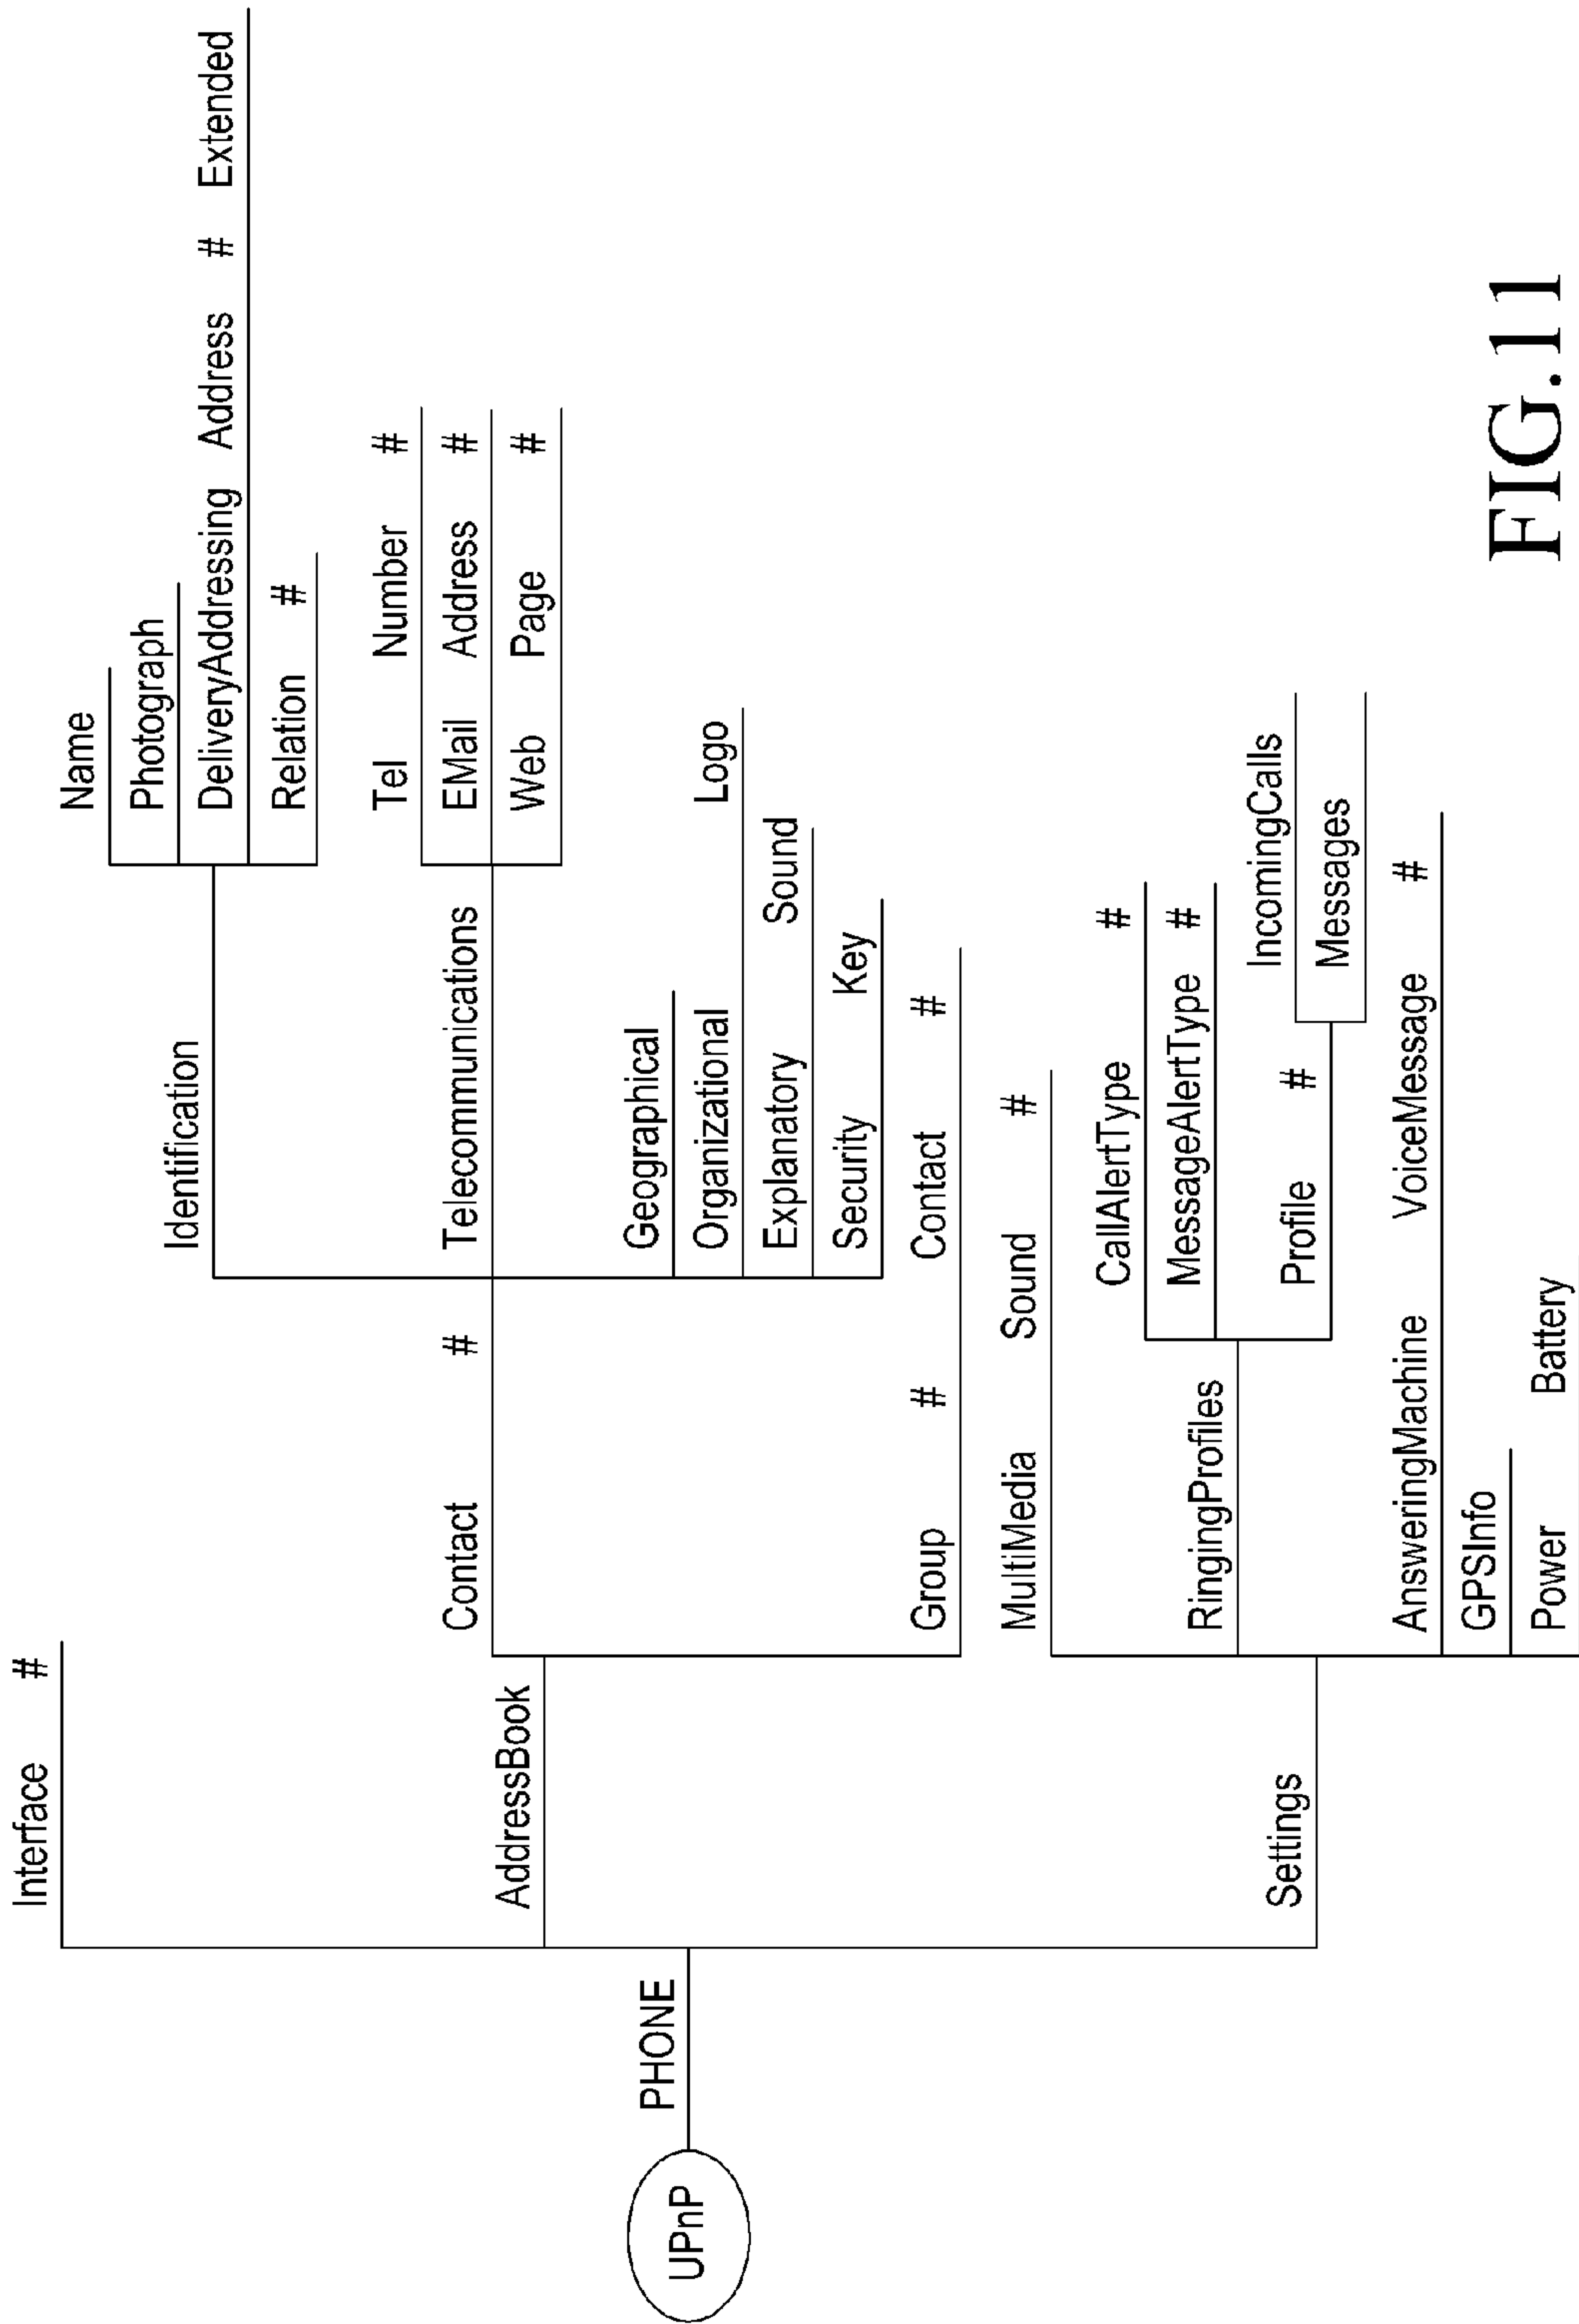 Interface #
Name
Photograph
Identification
DeliveryAddressing Address # Extended
Relation #
Tel Number #
Contact # Telecommunications EMail Address #
AddressBook
Web Page #
PHONE
UPnP
Geographical
Organizational Logo
Explanatory Sound
Security Key
Group # Contact #
MultiMedia Sound #
CallAlertType #
RingingProfiles MessageAlertType #
IncomingCalls
Settings
Profile #
Messages
AnsweringMachine VoiceMessage #
GPSInfo
Power Battery
FIG.11